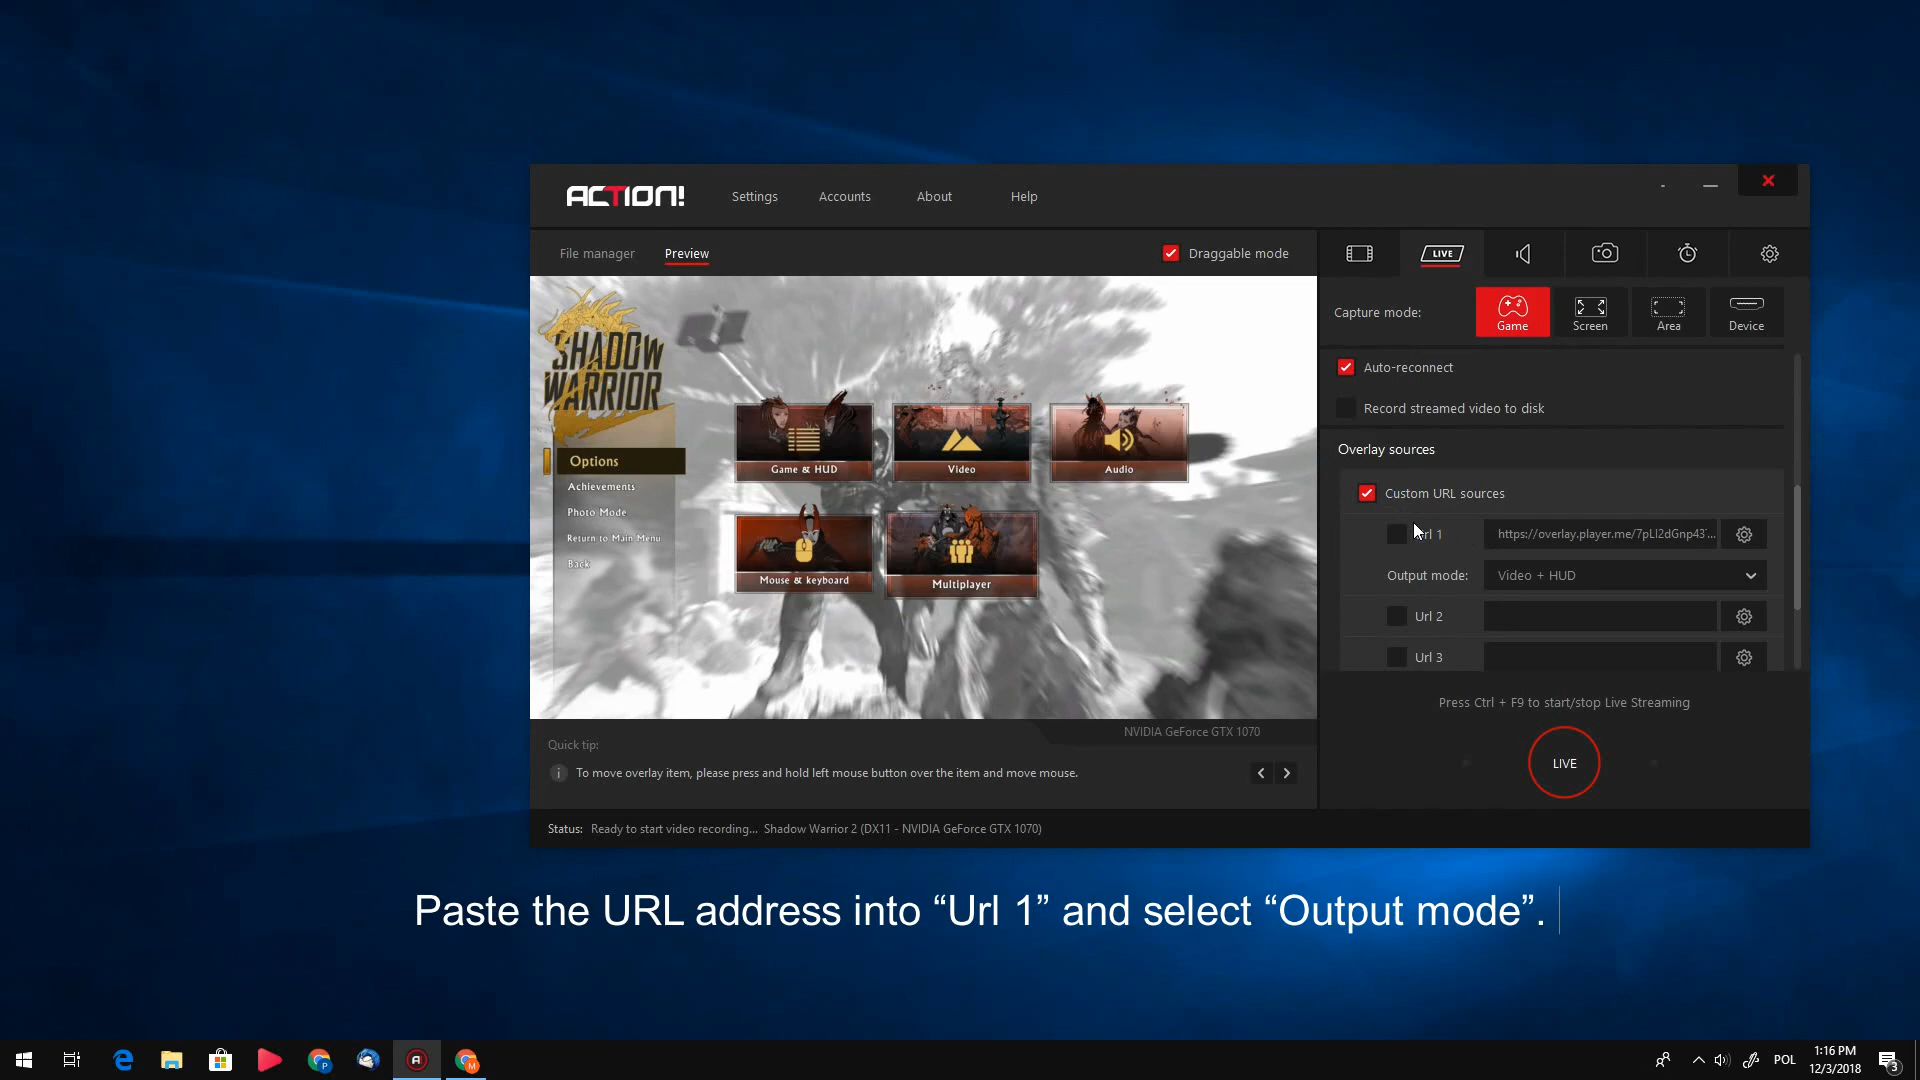 ACTION!
Settings
Accounts
About
Help
File manager
Preview
Draggable mode
LIVE
Capture mode:
Game
Screen
Area
Device
SHADOW
WARRIOR
2
Options
Achievements
Photo Mode
Return to Main Menu
Back
Game & HUD
Video
Audio
Mouse & keyboard
Multiplayer
Auto-reconnect
Record streamed video to disk
Overlay sources
Custom URL sources
rl 1
https://overlay.player.me/7pLl2dGnp43'...
Output mode:
Video + HUD
Url 2
Url 3
Press Ctrl + F9 to start/stop Live Streaming
LIVE
NVIDIA GeForce GTX 1070
Quick tip:
To move overlay item, please press and hold left mouse button over the item and move mouse.
Status: Ready to start video recording... Shadow Warrior 2 (DX11 - NVIDIA GeForce GTX 1070)
Paste the URL address into “Url 1” and select “Output mode”.
POL
1:16 PM
12/3/2018
3